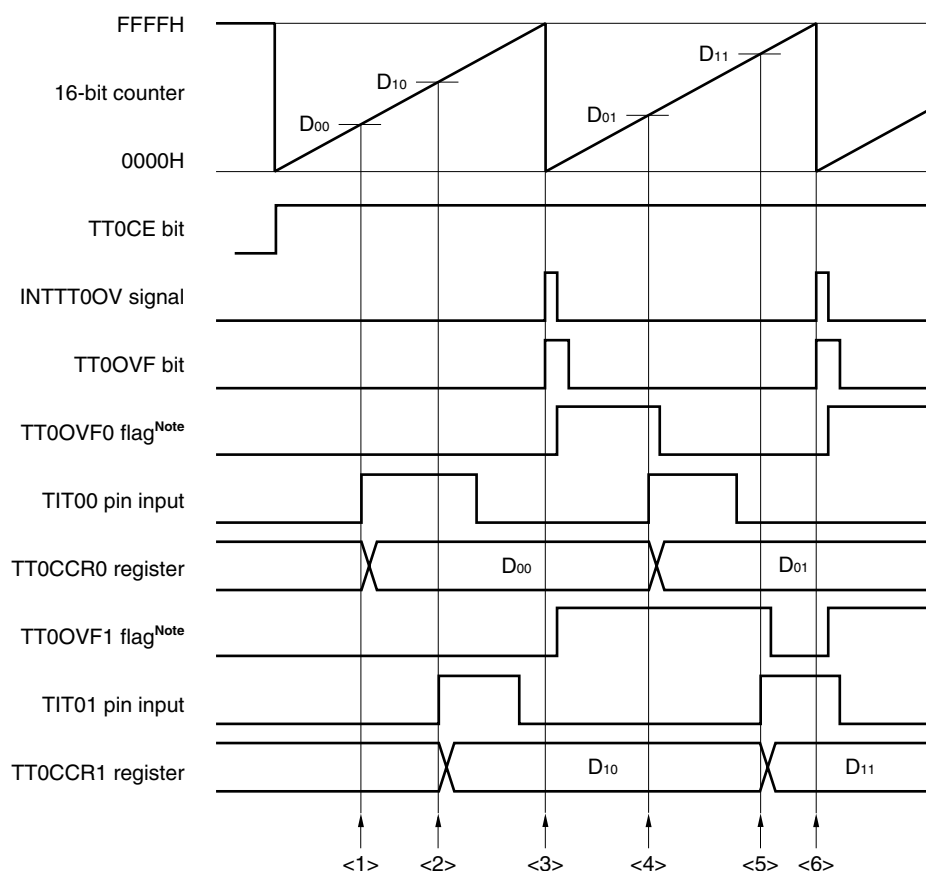 FFFFH
D11
D10
16-bit counter
D00
D01
0000H
TT0CE bit
INTTT0OV signal
TT0OVF bit
TT0OVF0 flagNote
TIT00 pin input
TT0CCR0 register
D00
D01
TT0OVF1 flagNote
TIT01 pin input
TT0CCR1 register
D10
D11
<1> <2> <3> <4> <5> <6>